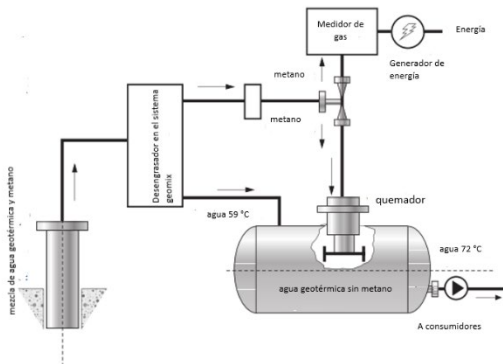 Medidor de
gas
Energía
Generador de
energía
metano
metano
Desengrasador en el sistema
geomix
mezcla de agua geotérmica y metano
agua 59 °C
quemador
agua 72 °C
agua geotérmica sin metano
A consumidores